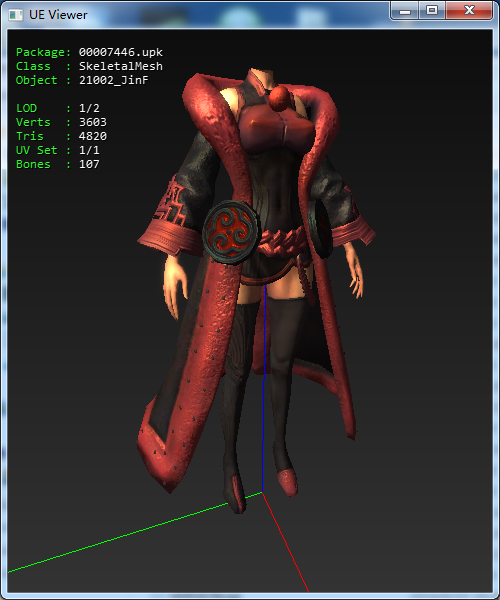 UE Viewer
Package: 00007446.upk
Class : SkeletalMesh
Object : 21002_JinF
LOD : 1/2
Verts : 3603
Tris : 4820
UV Set : 1/1
Bones : 107